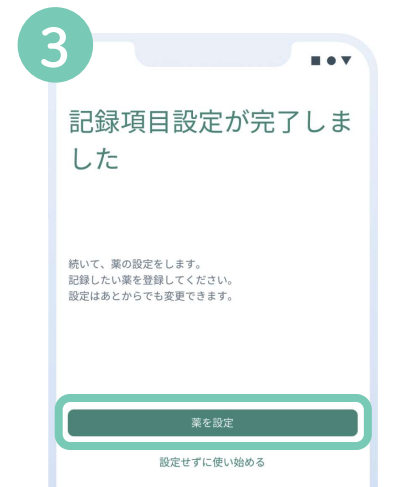 3
記録項目設定が完了しま
した
続いて、薬の設定をします。
記録したい薬を登録してください。
設定はあとからでも変更できます。
薬を設定
設定せずに使い始める